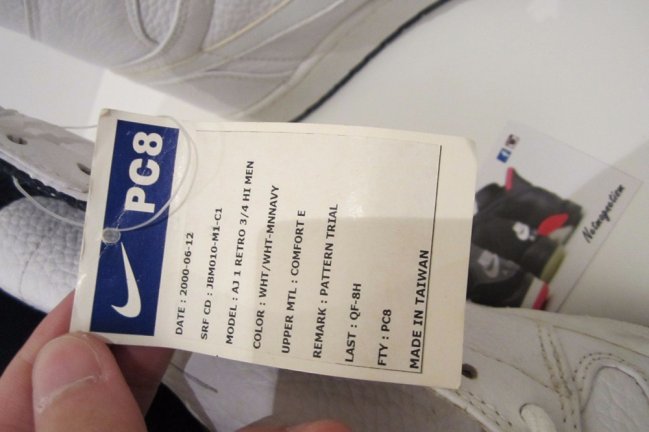 PC8
DATE : 2000-06-12
SRF CD : JBM010-M1-C1
MODEL : AJ 1 RETRO 3/4 HI MEN
COLOR : WHT/WHT-MNNAVY
UPPER MTL : COMFORT E
REMARK : PATTERN TRIAL
LAST : QF-8H
FTY : PC8
MADE IN TAIWAN